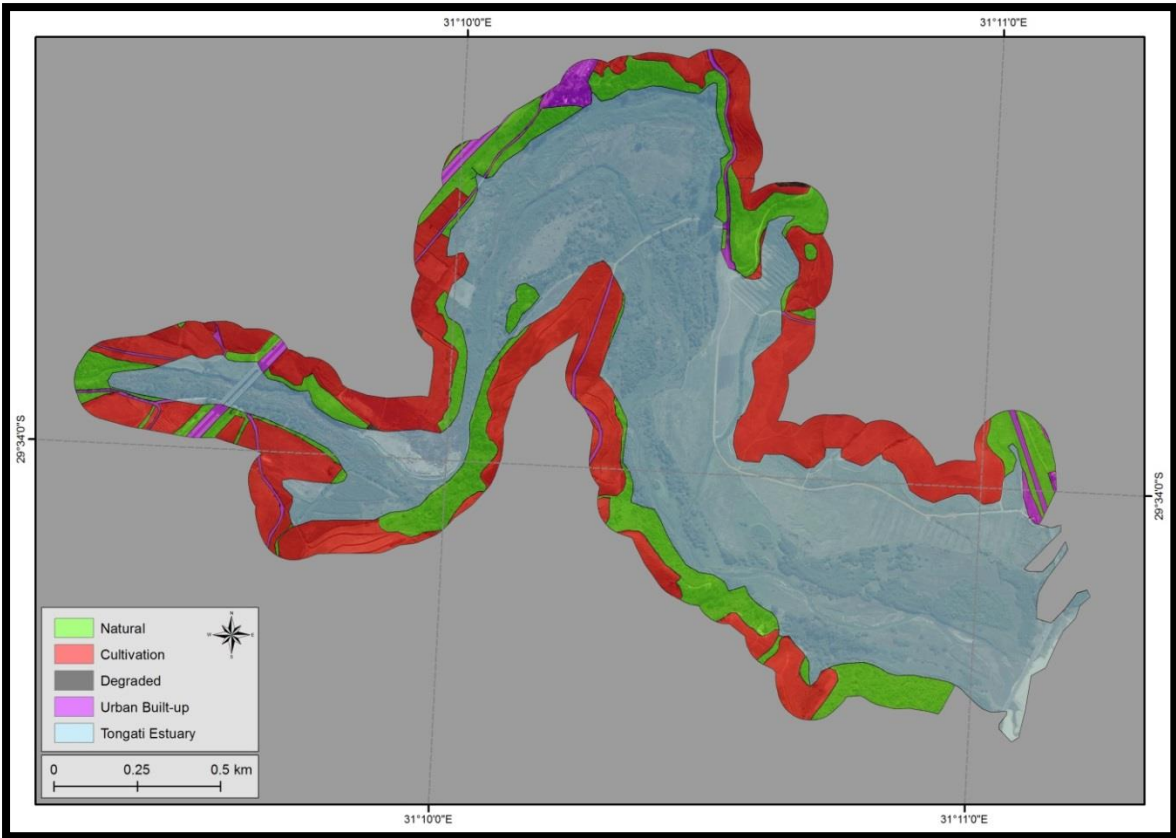 31°10'0"E
31°11'0"E
29°34'0"S
29°34'0"S
Natural
Cultivation
Degraded
Urban Built-up
Tongati Estuary
N
W
E
S
0 0.25 0.5 km
31°10'0"E
31°11'0"E